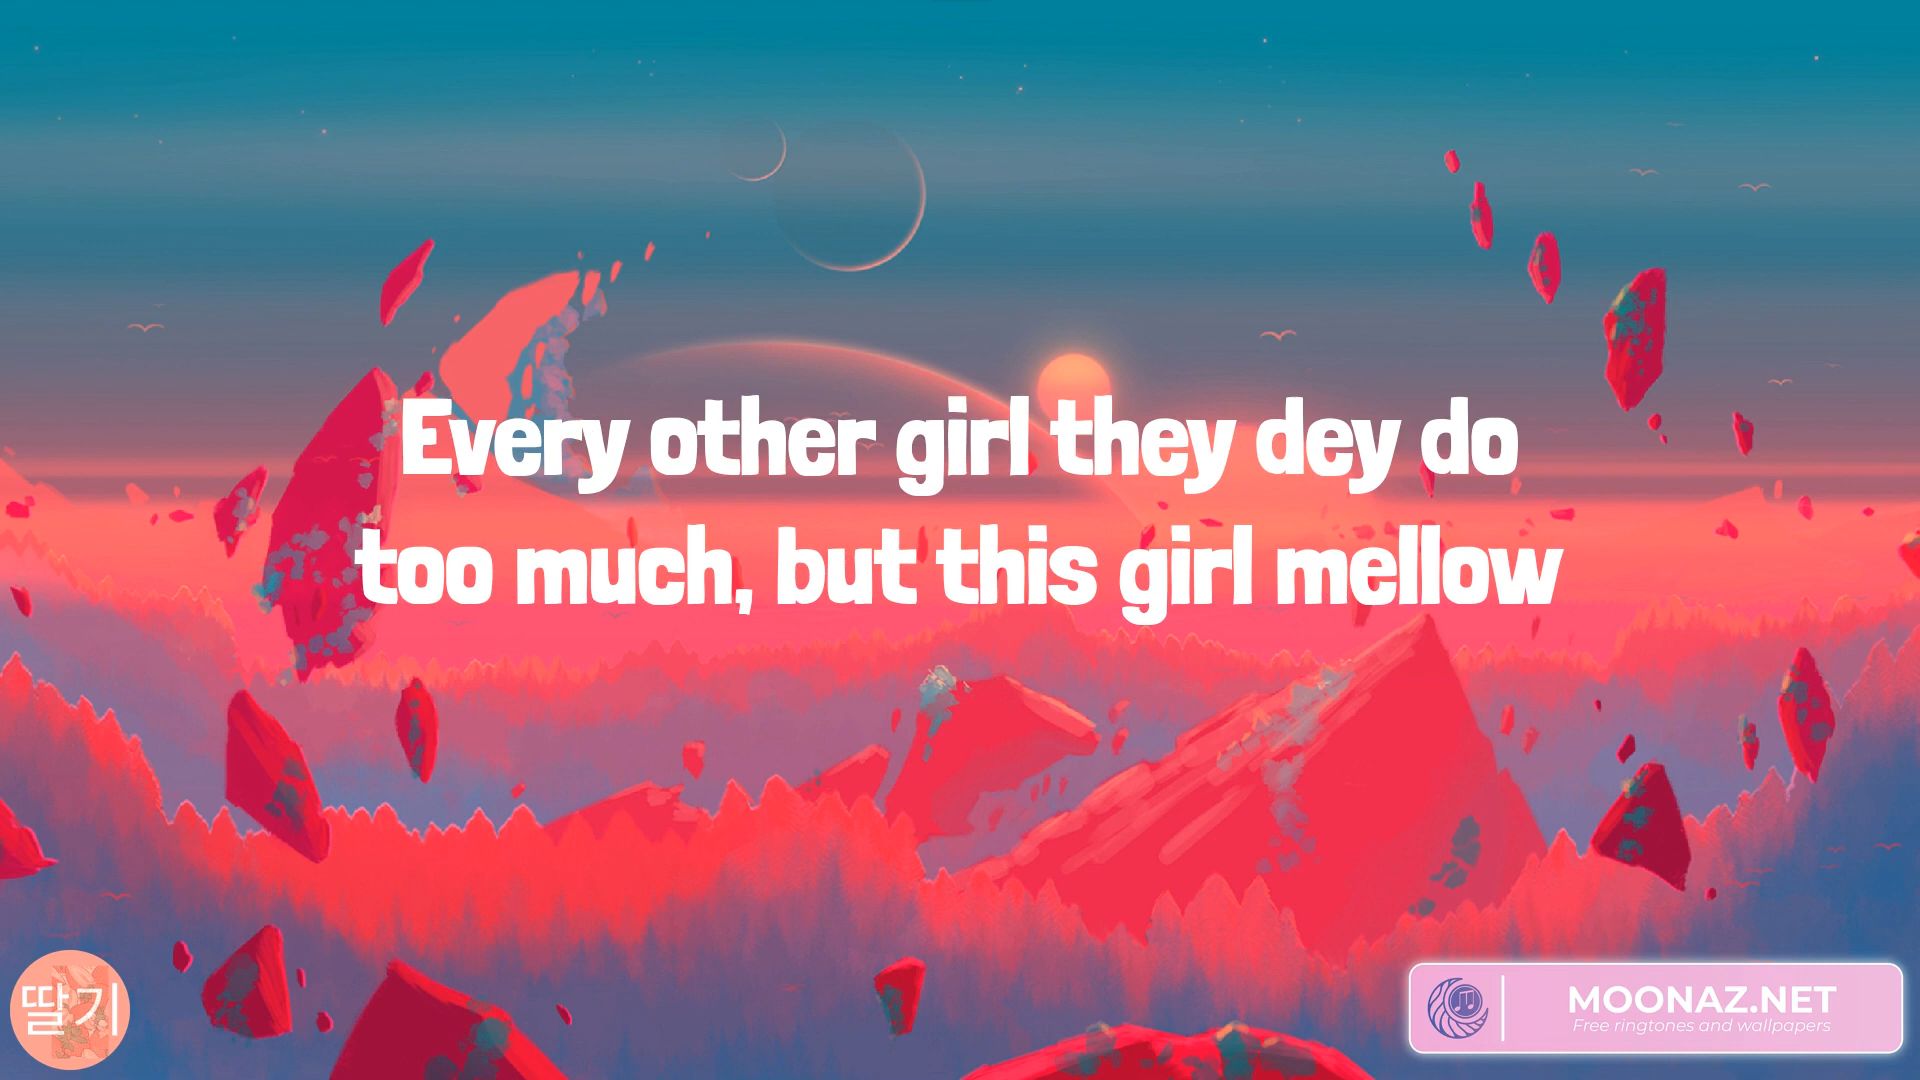 Every other girl they dey do
too much, but this girl mellow
딸기
MOONAZ.NET
Free ringtones and wallpapers